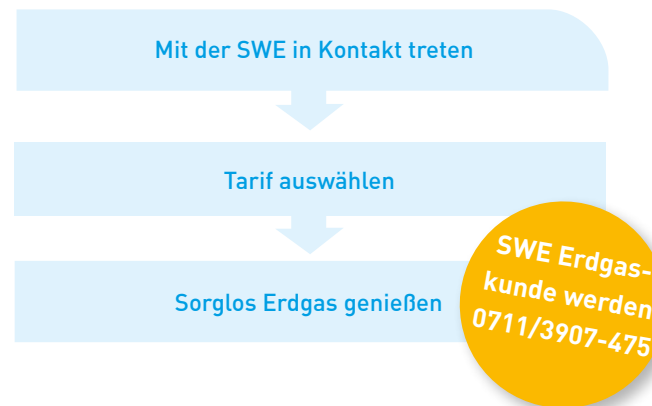 Mit der SWE in Kontakt treten
Tarif auswählen
Sorglos Erdgas genießen
SWE Erdgas-
kunde werden
0711/3907-475